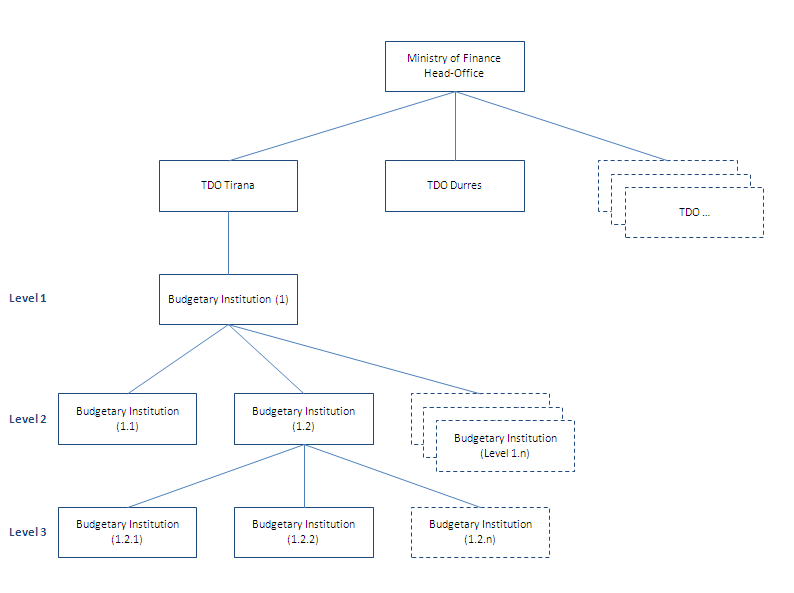 Ministry of Finance
Head-Office
TDO Tirana
TDO Durres
TDO ...
Level 1
Budgetary Institution (1)
Level 2
Budgetary Institution
(1.1)
Budgetary Institution
(1.2)
Budgetary Institution
(Level 1.n)
Level 3
Budgetary Institution
(1.2.1)
Budgetary Institution
(1.2.2)
Budgetary Institution
(1.2.n)